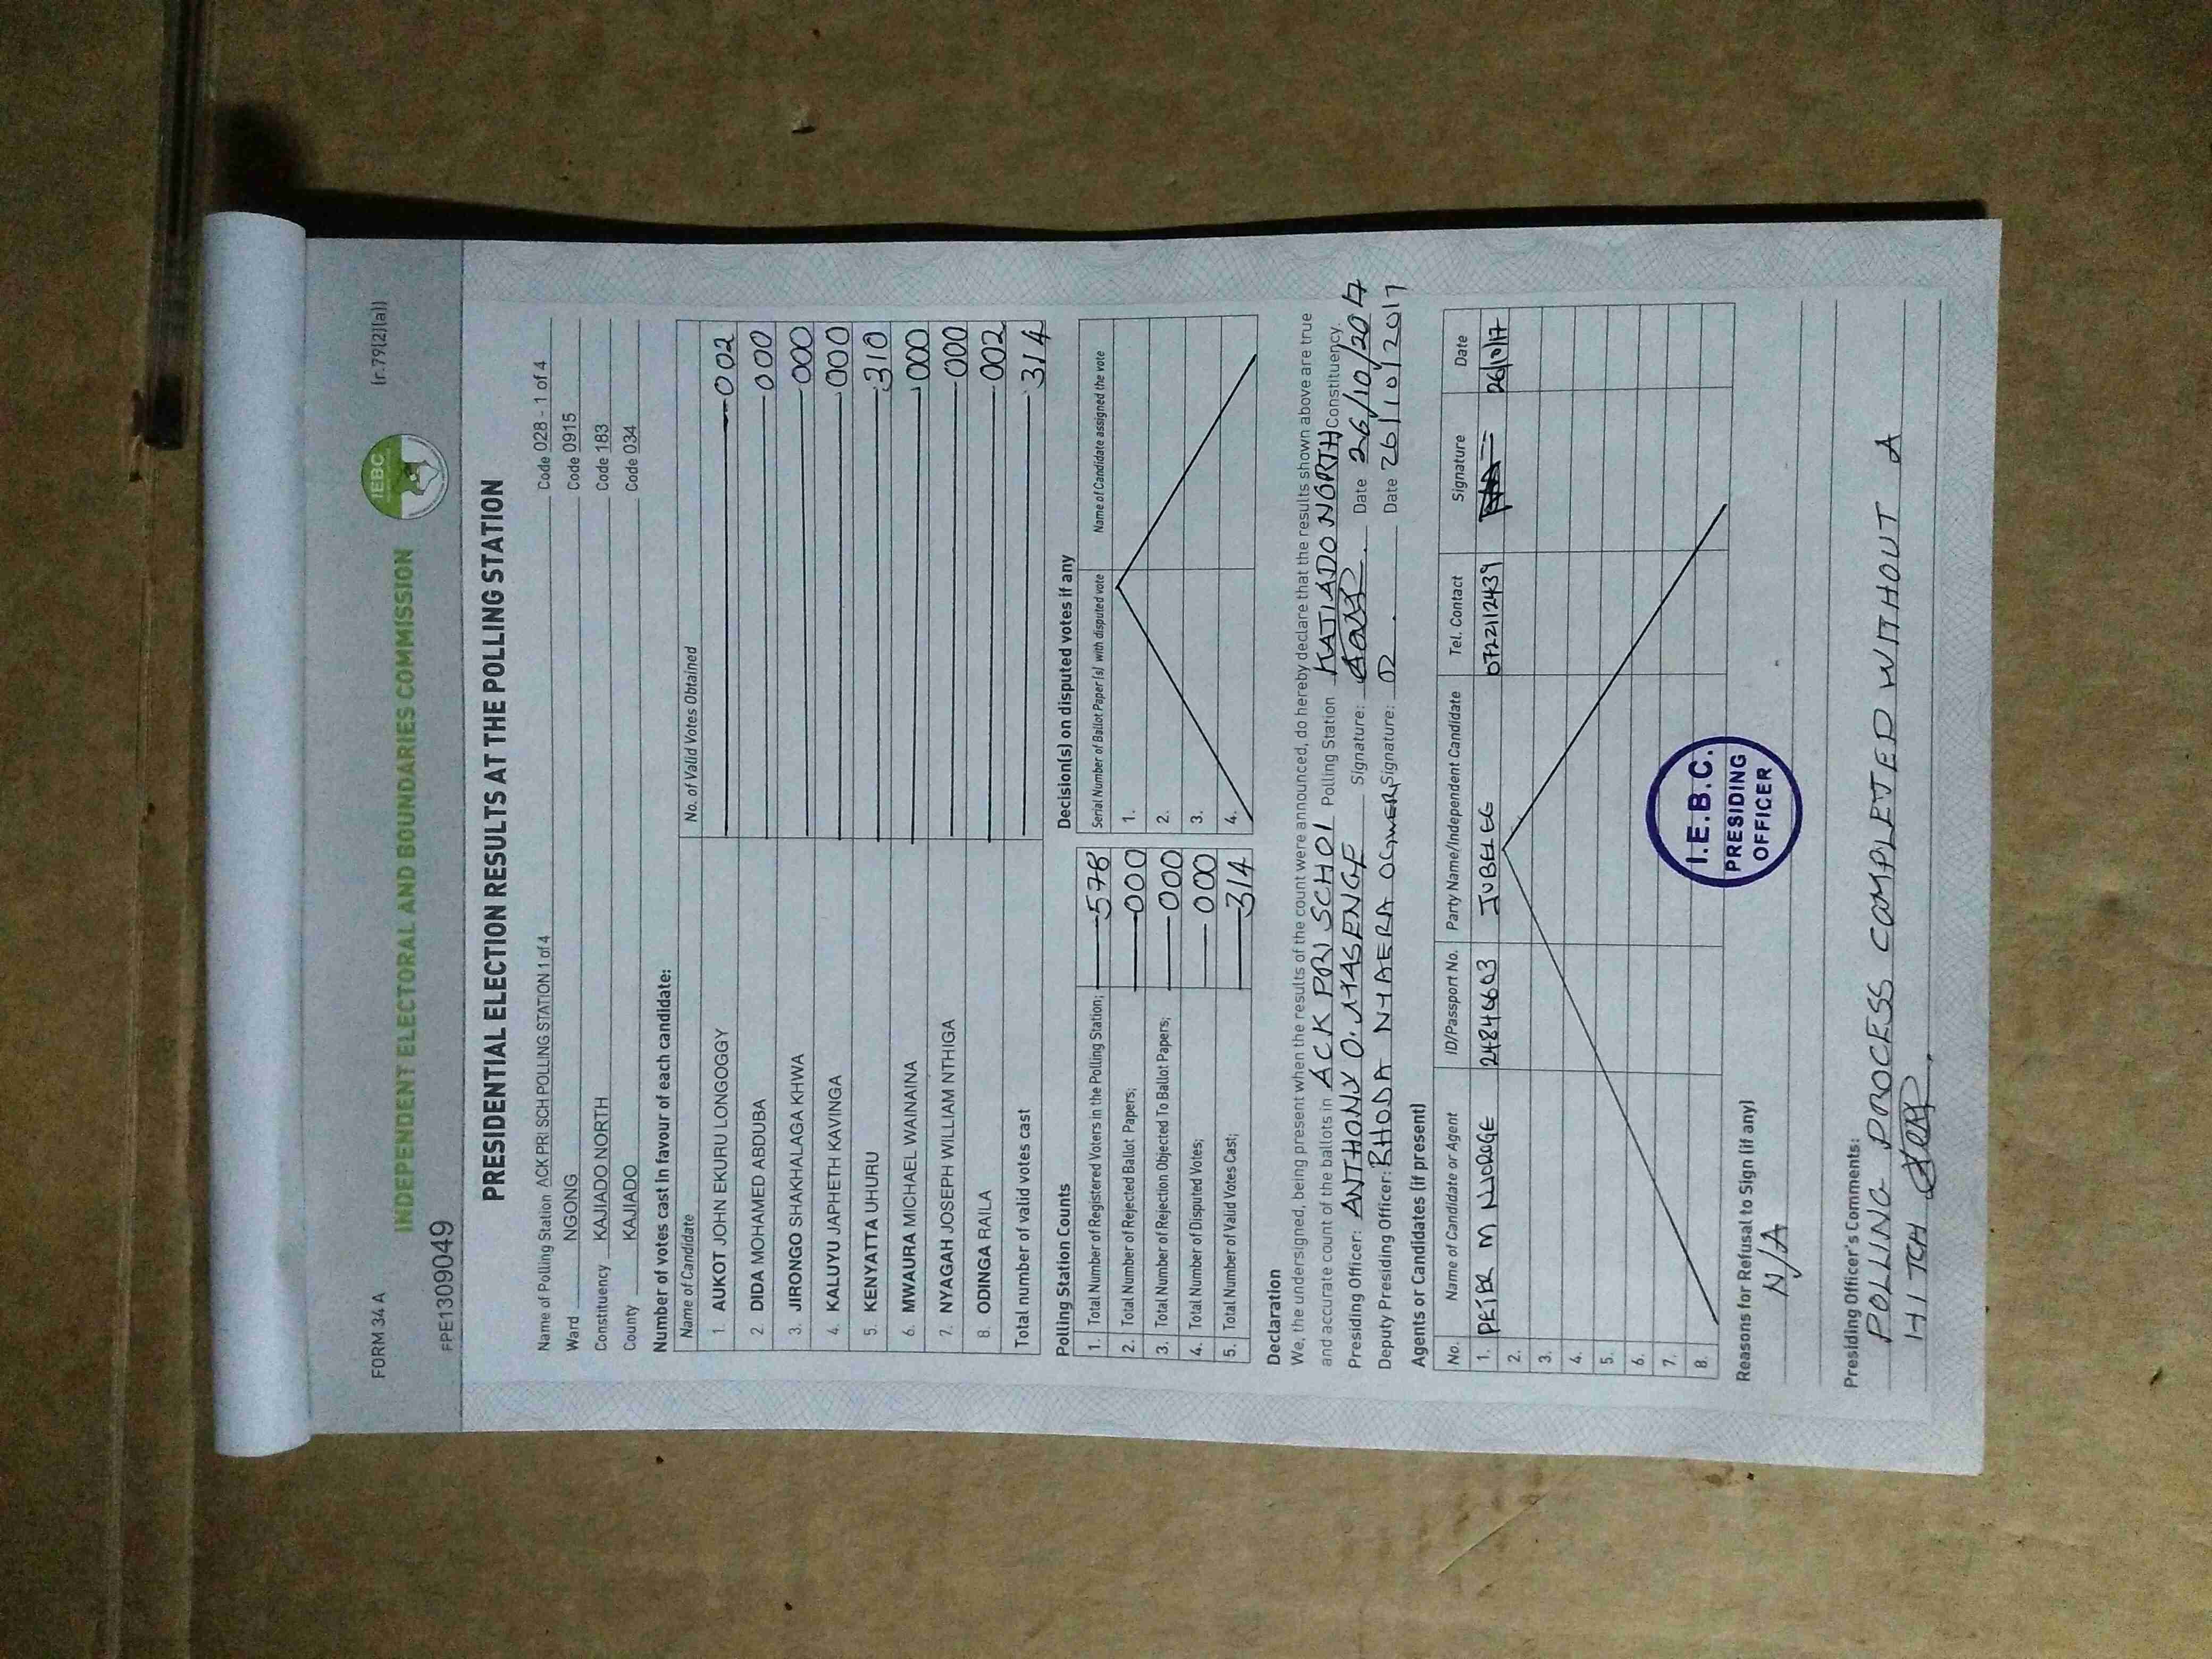 FORM 34 A
(r.79(2)(a))
INDEPENDENT ELECTORAL AND BOUNDARIES COMMISSION
IEBC
FPE1309049
PRESIDENTIAL ELECTION RESULTS AT THE POLLING STATION
Name of Polling Station ACK PRI SCH POLLING STATION 1 of 4 Code 028 - 1 of 4
Ward NGONG Code 0915
Constituency KAJIADO NORTH Code 183
County KAJIADO Code 034
Number of votes cast in favour of each candidate:
Name of Candidate No. of Valid Votes Obtained
1. AUKOT JOHN EKURU LONGOGGY 002
2 DIDA MOHAMED ABDUBA 000
3. JIRONGO SHAKHALAGA KHWA 000
4. KALUYU JAPHETH KAVINGA 000
5. KENYATTA UHURU 310
6. MWAURA MICHAEL WAINAINA 000
7. NYAGAH JOSEPH WILLIAM NTHIGA 000
8. ODINGA RAILA 002
Total number of valid votes cast 314
Polling Station Counts
1. Total Number of Registered Voters in the Polling Station; 578
2. Total Number of Rejected Ballot Papers; 000
3. Total Number of Rejection Objected To Ballot Papers; 000
4. Total Number of Disputed Votes; 000
5. Total Number of Valid Votes Cast; 314
Decision(s) on disputed votes if any
Serial Number of Ballot Paper (s) with disputed vote Name of Candidate assigned the vote
1.
2.
3.
4.
Declaration
We, the undersigned, being present when the results of the count were announced, do hereby declare that the results shown above are true
and accurate count of the ballots in ACK PRI SCHOl Polling Station KAJIADO NORTH Constituency.
Presiding Officer: ANTHONY O. Signature: Date 26/10/2017
Deputy Presiding Officer: RHODA Signature: Date 26/10/2017
Agents or Candidates (if present)
No. Name of Candidate or Agent ID/Passport No. Party Name/Independent Candidate Tel. Contact Signature Date
1. PETER M NJOROGE 24846603 JUBELEE 0722112439 26/10/17
2.
3.
4.
5.
6.
7.
8.
I.E.B.C.
PRESIDING
OFFICER
Reasons for Refusal to Sign (if any)
N/A
Presiding Officer's Comments:
POLLING PROCESS COMPLETED WITHOUT A
HITCH